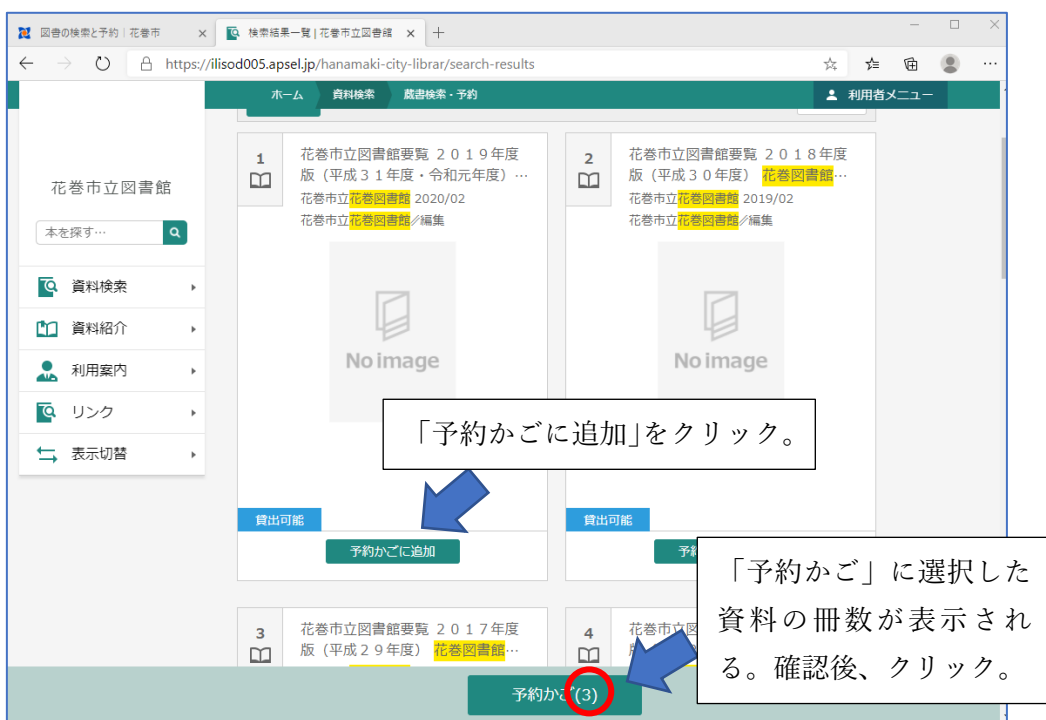 図書の検索と予約｜花巻市
検索結果一覧|花巻市立図書館
https://ilisod005.apsel.jp/hanamaki-city-librar/search-results
ホーム 資料検索 蔵書検索・予約
利用者メニュー
花巻市立図書館
本を探す…
資料検索
資料紹介
利用案内
リンク
表示切替
1
花巻市立図書館要覧 ２０１９年度
版（平成３１年度・令和元年度）…
花巻市立花巻図書館 2020/02
花巻市立花巻図書館∥編集
No image
貸出可能
予約かごに追加
2
花巻市立図書館要覧 ２０１８年度
版（平成３０年度） 花巻図書館…
花巻市立花巻図書館 2019/02
花巻市立花巻図書館∥編集
No image
貸出可能
予
「予約かごに追加」をクリック。
3
花巻市立図書館要覧 ２０１７年度
版（平成２９年度） 花巻図書館…
4
花巻市立図
「予約かご」に選択した
資料の冊数が表示され
る。確認後、クリック。
予約かご(3)